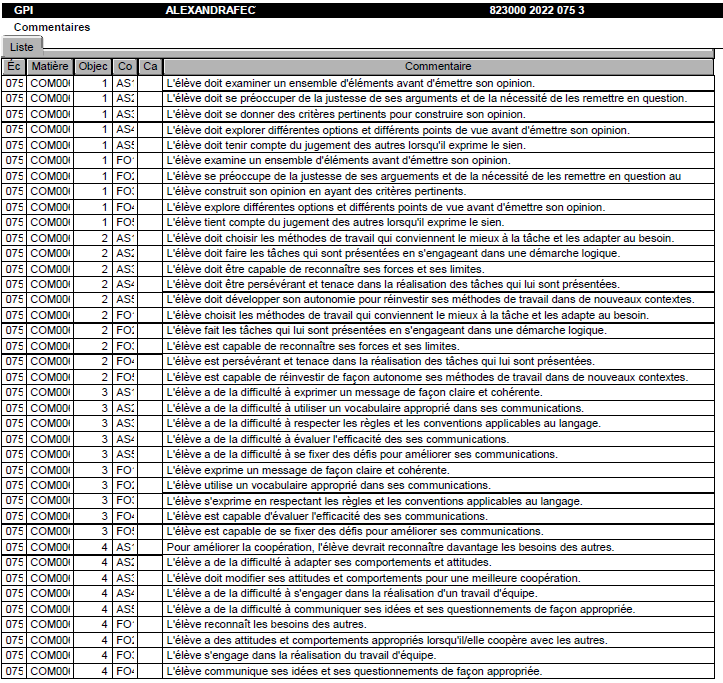 GPI ALEXANDRAFEC 823000 2022 075 3
Commentaires
Liste
Éc Matière Objec Co Ca Commentaire
075 COM00 1 AS1 L'élève doit examiner un ensemble d'éléments avant d'émettre son opinion.
075 COM00 1 AS2 L'élève doit se préoccuper de la justesse de ses arguments et de la nécessité de les remettre en question.
075 COM00 1 AS3 L'élève doit se donner des critères pertinents pour construire son opinion.
075 COM00 1 AS4 L'élève doit explorer différentes options et différents points de vue avant d'émettre son opinion.
075 COM00 1 AS5 L'élève doit tenir compte du jugement des autres lorsqu'il exprime le sien.
075 COM00 1 FO1 L'élève examine un ensemble d'éléments avant d'émettre son opinion.
075 COM00 1 FO2 L'élève se préoccupe de la justesse de ses arguements et de la nécessité de les remettre en question au
075 COM00 1 FO3 L'élève construit son opinion en ayant des critères pertinents.
075 COM00 1 FO4 L'élève explore différentes options et différents points de vue avant d'émettre son opinion.
075 COM00 1 FO5 L'élève tient compte du jugement des autres lorsqu'il exprime le sien.
075 COM00 2 AS1 L'élève doit choisir les méthodes de travail qui conviennent le mieux à la tâche et les adapter au besoin.
075 COM00 2 AS2 L'élève doit faire les tâches qui sont présentées en s'engageant dans une démarche logique.
075 COM00 2 AS3 L'élève doit être capable de reconnaître ses forces et ses limites.
075 COM00 2 AS4 L'élève doit être persévérant et tenace dans la réalisation des tâches qui lui sont présentées.
075 COM00 2 AS5 L'élève doit développer son autonomie pour réinvestir ses méthodes de travail dans de nouveaux contextes.
075 COM00 2 FO1 L'élève choisit les méthodes de travail qui conviennent le mieux à la tâche et les adapte au besoin.
075 COM00 2 FO2 L'élève fait les tâches qui lui sont présentées en s'engageant dans une démarche logique.
075 COM00 2 FO3 L'élève est capable de reconnaître ses forces et ses limites.
075 COM00 2 FO4 L'élève est persévérant et tenace dans la réalisation des tâches qui lui sont présentées.
075 COM00 2 FO5 L'élève est capable de réinvestir de façon autonome ses méthodes de travail dans de nouveaux contextes.
075 COM00 3 AS1 L'élève a de la difficulté à exprimer un message de façon claire et cohérente.
075 COM00 3 AS2 L'élève a de la difficulté à utiliser un vocabulaire approprié dans ses communications.
075 COM00 3 AS3 L'élève a de la difficulté à respecter les règles et les conventions applicables au langage.
075 COM00 3 AS4 L'élève a de la difficulté à évaluer l'efficacité des ses communications.
075 COM00 3 AS5 L'élève a de la difficulté à se fixer des défis pour améliorer ses communications.
075 COM00 3 FO1 L'élève exprime un message de façon claire et cohérente.
075 COM00 3 FO2 L'élève utilise un vocabulaire approprié dans ses communications.
075 COM00 3 FO3 L'élève s'exprime en respectant les règles et les conventions applicables au langage.
075 COM00 3 FO4 L'élève est capable d'évaluer l'efficacité des ses communications.
075 COM00 3 FO5 L'élève est capable de se fixer des défis pour améliorer ses communications.
075 COM00 4 AS1 Pour améliorer la coopération, l'élève devrait reconnaître davantage les besoins des autres.
075 COM00 4 AS2 L'élève a de la difficulté à adapter ses comportements et attitudes.
075 COM00 4 AS3 L'élève doit modifier ses attitudes et comportements pour une meilleure coopération.
075 COM00 4 AS4 L'élève a de la difficulté à s'engager dans la réalisation d'un travail d'équipe.
075 COM00 4 AS5 L'élève a de la difficulté à communiquer ses idées et ses questionnements de façon appropriée.
075 COM00 4 FO1 L'élève reconnaît les besoins des autres.
075 COM00 4 FO2 L'élève a des attitudes et comportements appropriés lorsqu'il/elle coopère avec les autres.
075 COM00 4 FO3 L'élève s'engage dans la réalisation du travail d'équipe.
075 COM00 4 FO4 L'élève communique ses idées et ses questionnements de façon appropriée.